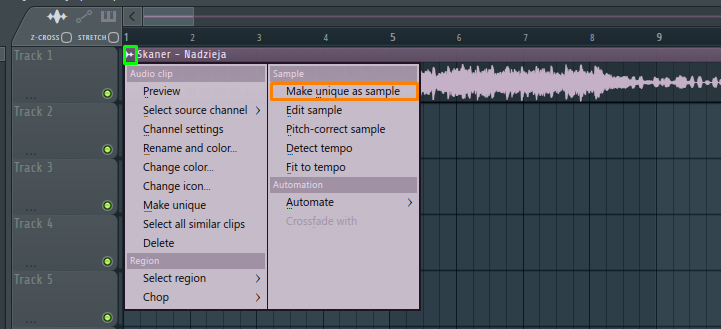 Z-CROSS STRETCH
1 2 3 4 5 6 7 8 9
Track 1
Skaner - Nadzieja
...
Track 2
...
Track 3
...
Track 4
...
Track 5
...
Audio clip
Preview
Select source channel
Channel settings
Rename and color...
Change color...
Change icon...
Make unique
Select all similar clips
Delete
Region
Select region
Chop
Sample
Make unique as sample
Edit sample
Pitch-correct sample
Detect tempo
Fit to tempo
Automation
Automate
Crossfade with